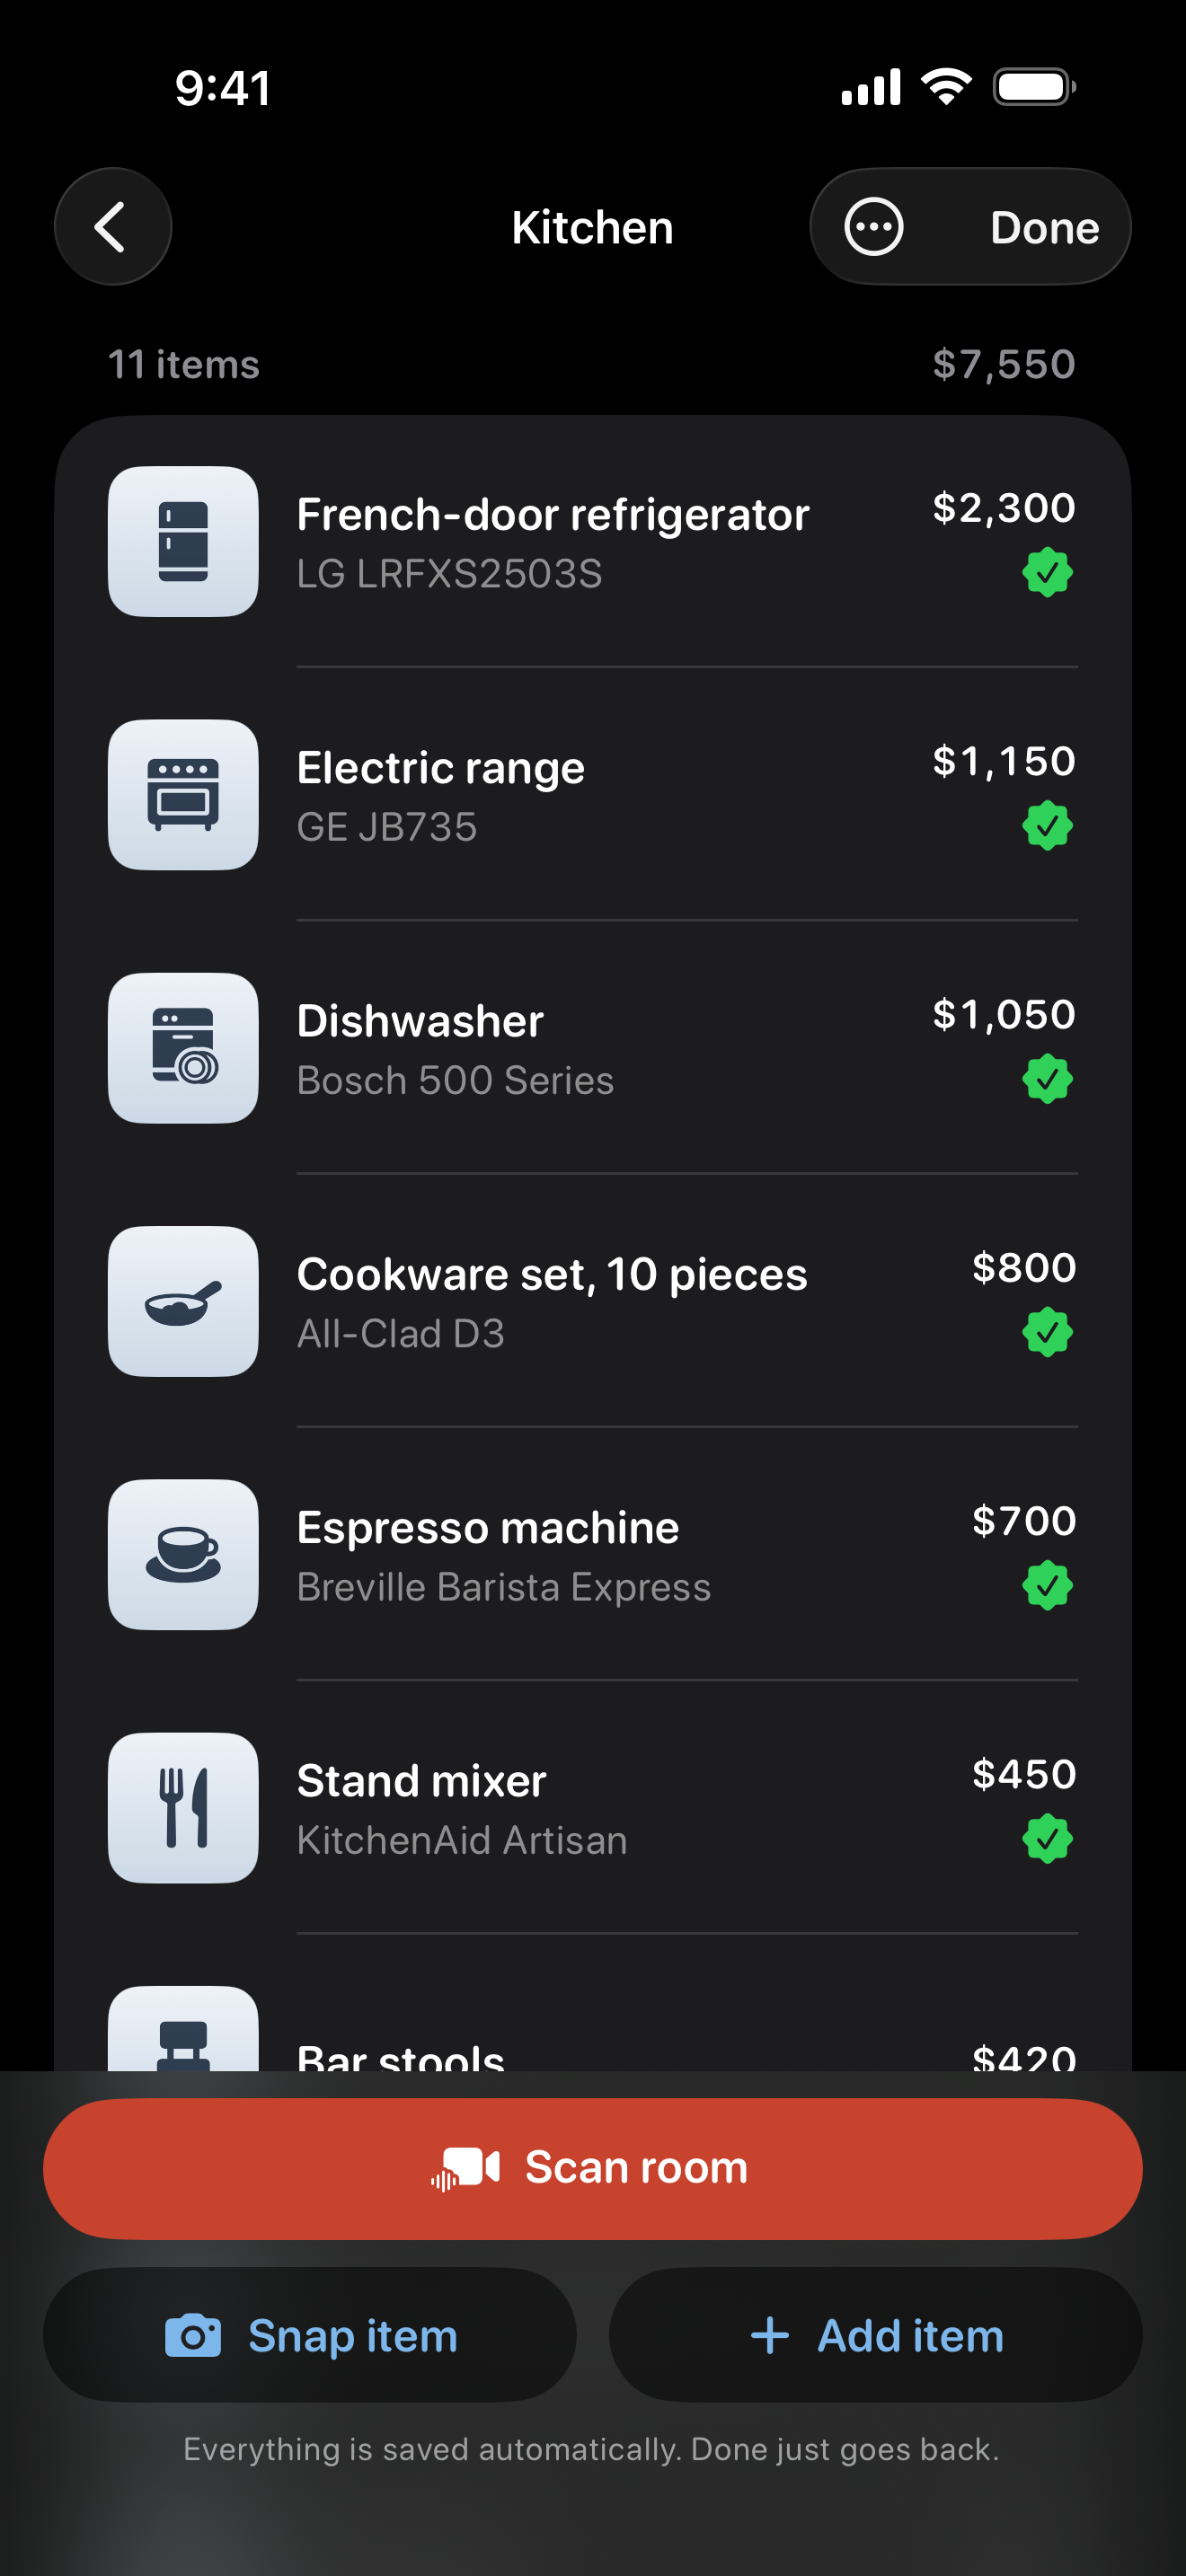 9:41
Kitchen
Done
11 items
$7,550
French-door refrigerator
$2,300
LG LRFXS2503S
Electric range
$1,150
GE JB735
Dishwasher
$1,050
Bosch 500 Series
Cookware set, 10 pieces
$800
All-Clad D3
Espresso machine
$700
Breville Barista Express
Stand mixer
$450
KitchenAid Artisan
Bar stools
$420
Scan room
Snap item
Add item
Everything is saved automatically. Done just goes back.